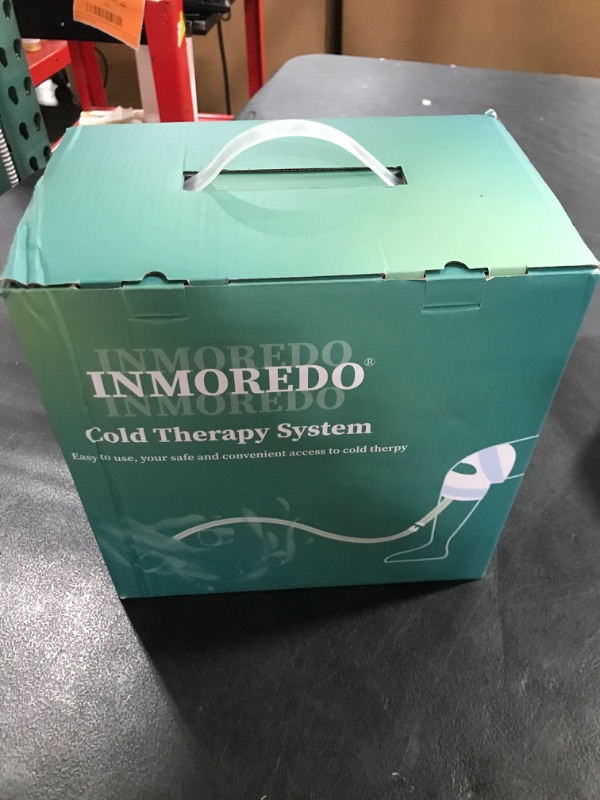 INMOREDO
INMOREDO®
INMOREDO
Cold Therapy System
Easy to use, your safe and convenient access to cold therpy